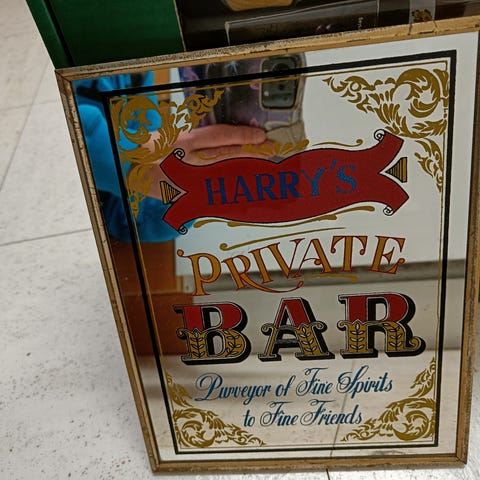 HARRY'S
PRIVATE
BAR
Purveyor of Fine Spirits
to Fine Friends